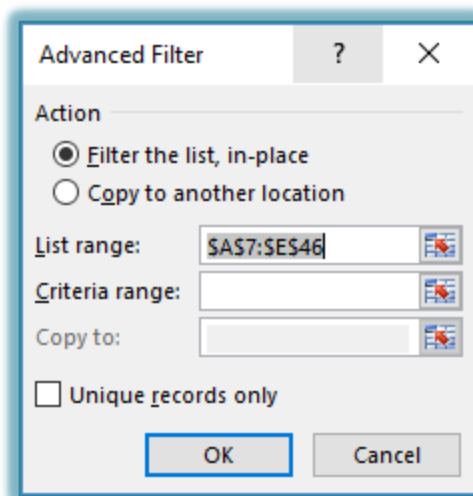 Advanced Filter ? ×
Action
Filter the list, in-place
Copy to another location
List range: $A$7:$E$46
Criteria range:
Copy to:
Unique records only
OK Cancel